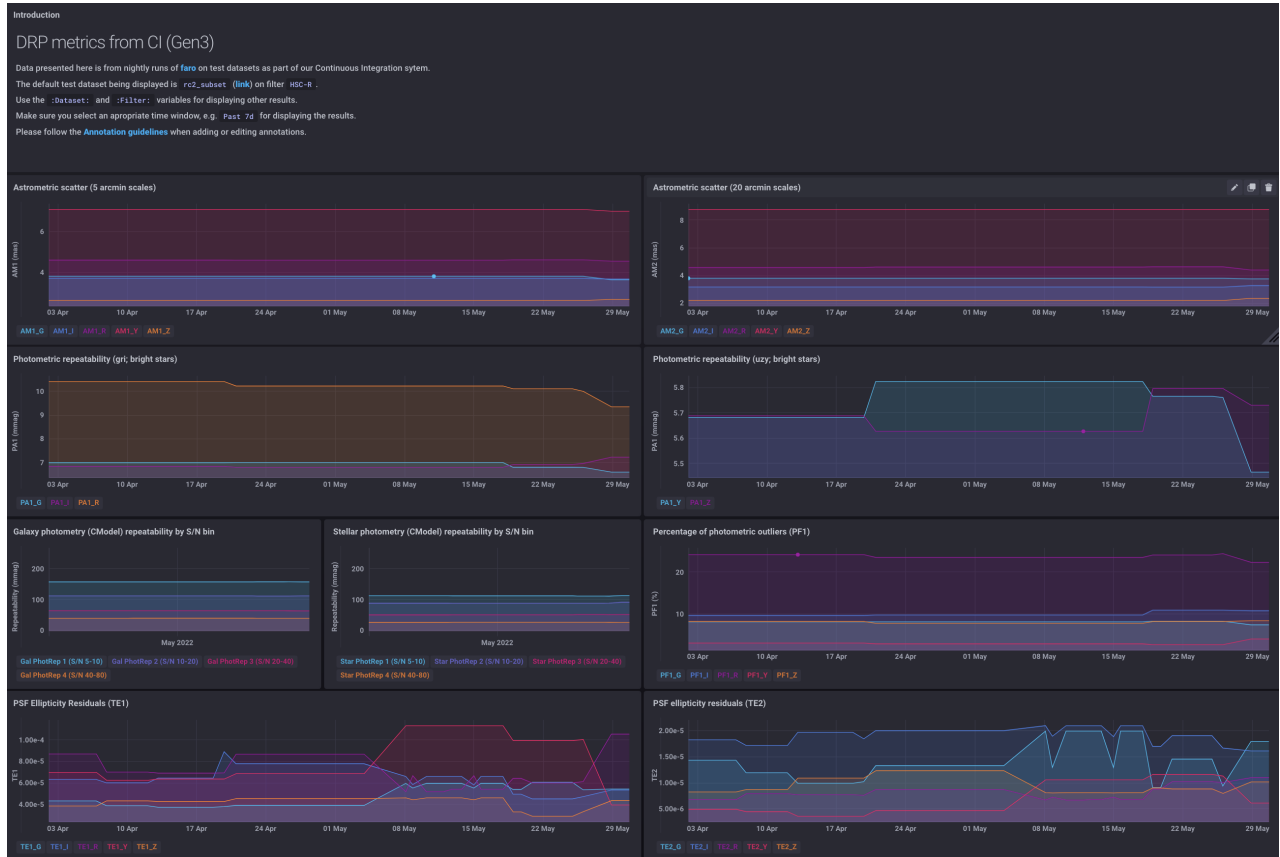 Introduction
DRP metrics from CI (Gen3)
Data presented here is from nightly runs of faro on test datasets as part of our Continuous Integration sytem.
The default test dataset being displayed is rc2_subset (link) on filter HSC-R .
Use the :Dataset: and :Filter: variables for displaying other results.
Make sure you select an apropriate time window, e.g. Past 7d for displaying the results.
Please follow the Annotation guidelines when adding or editing annotations.
Astrometric scatter (5 arcmin scales)
AM1 (mas)
6
4
03 Apr 10 Apr 17 Apr 24 Apr 01 May 08 May 15 May 22 May 29 May
AM1_G AM1_I AM1_R AM1_Y AM1_Z
Astrometric scatter (20 arcmin scales)
AM2 (mas)
8
6
4
2
03 Apr 10 Apr 17 Apr 24 Apr 01 May 08 May 15 May 22 May 29 May
AM2_G AM2_I AM2_R AM2_Y AM2_Z
Photometric repeatability (gri; bright stars)
PA1 (mmag)
10
9
8
7
03 Apr 10 Apr 17 Apr 24 Apr 01 May 08 May 15 May 22 May 29 May
PA1_G PA1_I PA1_R
Photometric repeatability (uzy; bright stars)
PA1 (mmag)
5.8
5.7
5.6
5.5
03 Apr 10 Apr 17 Apr 24 Apr 01 May 08 May 15 May 22 May 29 May
PA1_Y PA1_Z
Galaxy photometry (CModel) repeatability by S/N bin
Repeatability (mmag)
200
100
0
May 2022
Gal PhotRep 1 (S/N 5-10) Gal PhotRep 2 (S/N 10-20) Gal PhotRep 3 (S/N 20-40)
Gal PhotRep 4 (S/N 40-80)
Stellar photometry (CModel) repeatability by S/N bin
Repeatability (mmag)
200
100
0
May 2022
Star PhotRep 1 (S/N 5-10) Star PhotRep 2 (S/N 10-20) Star PhotRep 3 (S/N 20-40)
Star PhotRep 4 (S/N 40-80)
Percentage of photometric outliers (PF1)
PF1 (%)
20
10
03 Apr 10 Apr 17 Apr 24 Apr 01 May 08 May 15 May 22 May 29 May
PF1_G PF1_I PF1_R PF1_Y PF1_Z
PSF Ellipticity Residuals (TE1)
TE1
1.00e-4
8.00e-5
6.00e-5
4.00e-5
03 Apr 10 Apr 17 Apr 24 Apr 01 May 08 May 15 May 22 May 29 May
TE1_G TE1_I TE1_R TE1_Y TE1_Z
PSF ellipticity residuals (TE2)
TE2
2.00e-5
1.50e-5
1.00e-5
5.00e-6
03 Apr 10 Apr 17 Apr 24 Apr 01 May 08 May 15 May 22 May 29 May
TE2_G TE2_I TE2_R TE2_Y TE2_Z